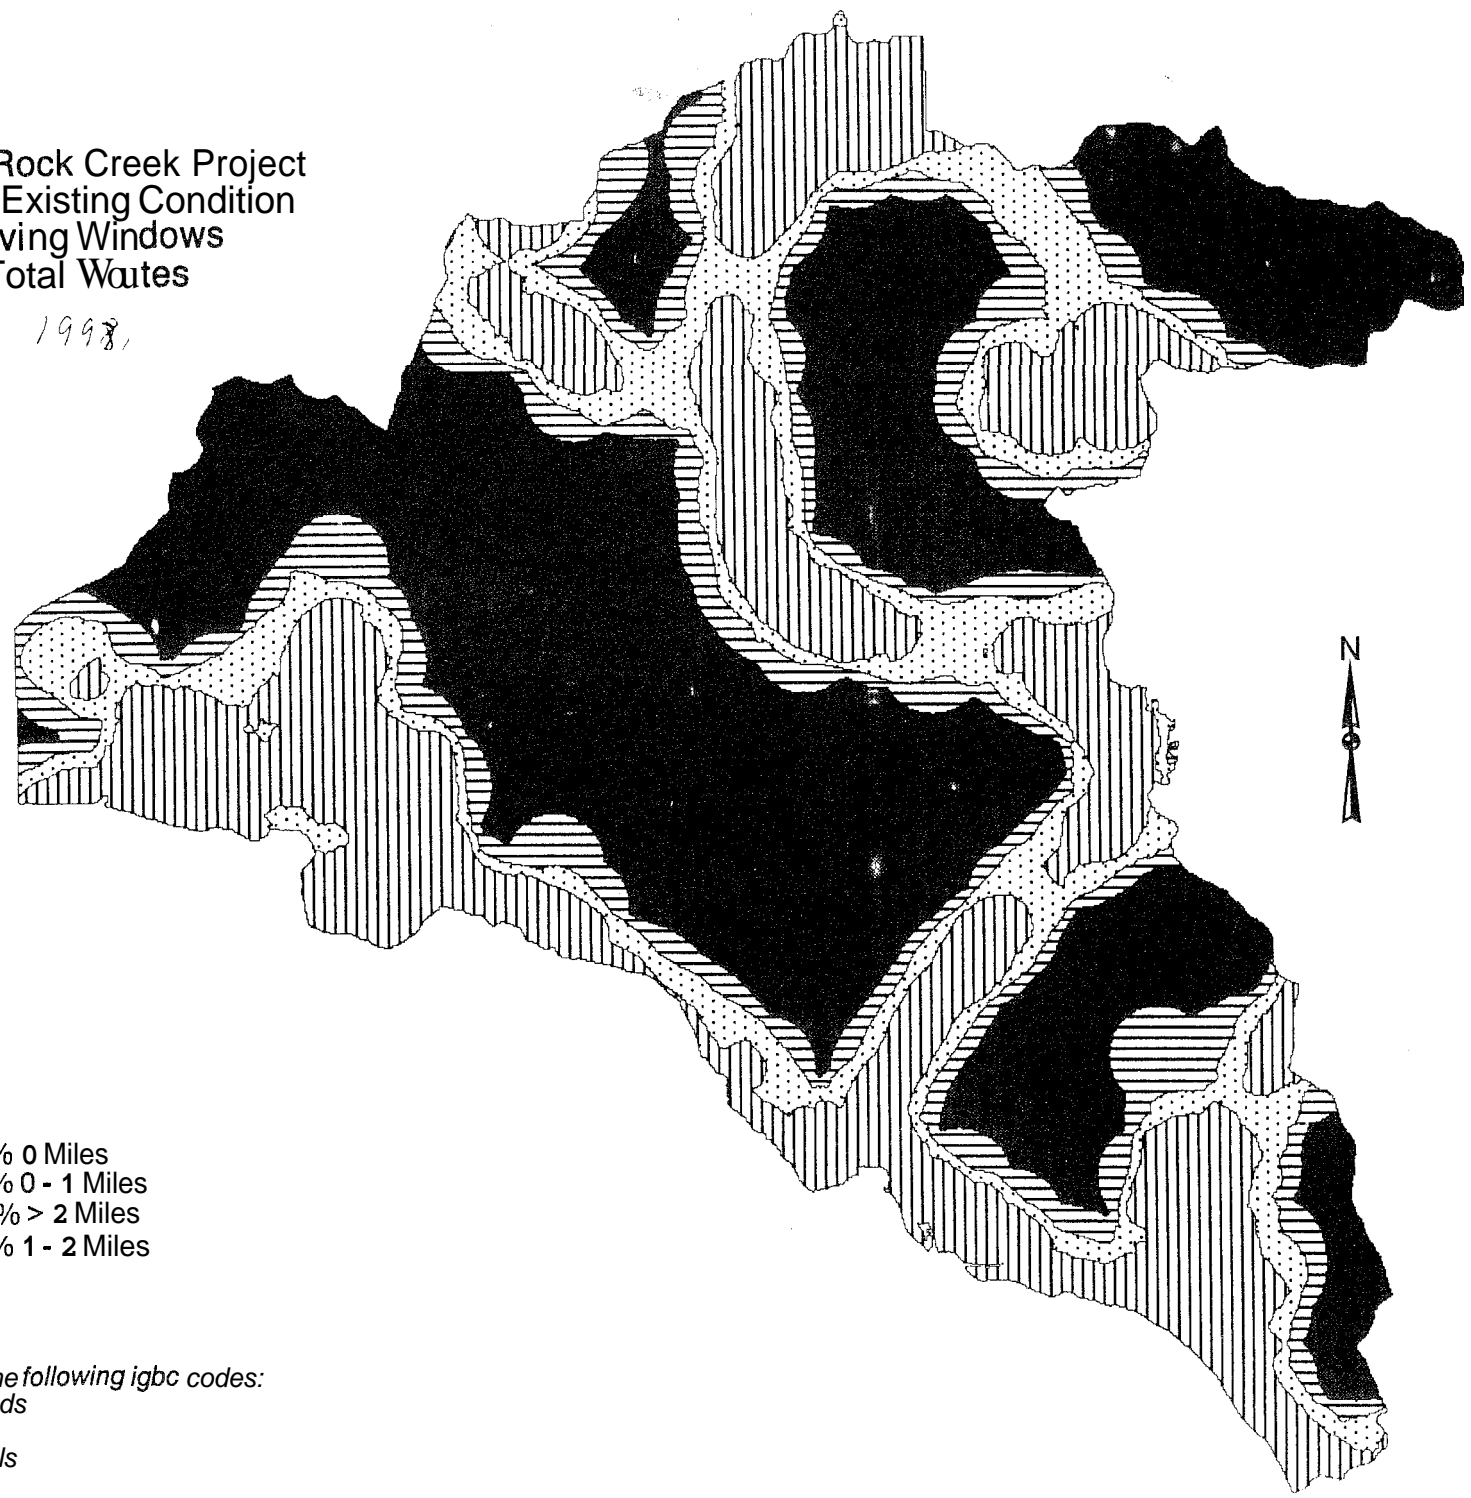 Rock Creek Project
Existing Condition
ving Windows
Total Woutes
1998,
N
% 0 Miles
% 0 - 1 Miles
% > 2 Miles
% 1 - 2 Miles
he following igbc codes:
ds
ls